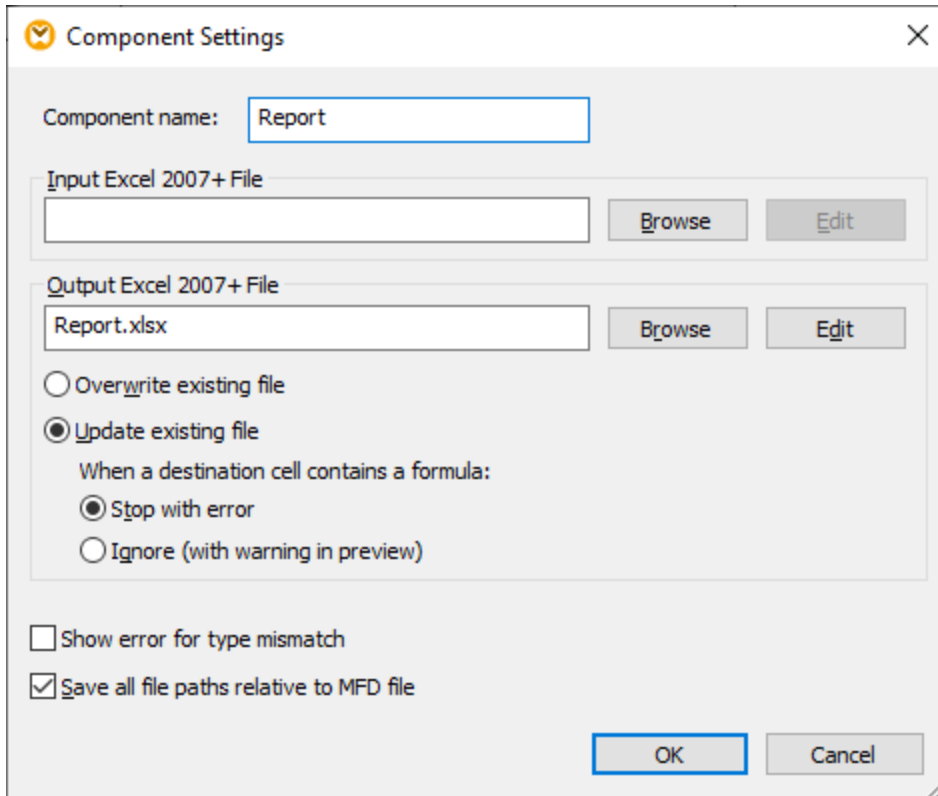 Component Settings
Component name: Report
Input Excel 2007+ File
Browse Edit
Output Excel 2007+ File
Report.xlsx Browse Edit
Overwrite existing file
Update existing file
When a destination cell contains a formula:
Stop with error
Ignore (with warning in preview)
Show error for type mismatch
Save all file paths relative to MFD file
OK Cancel